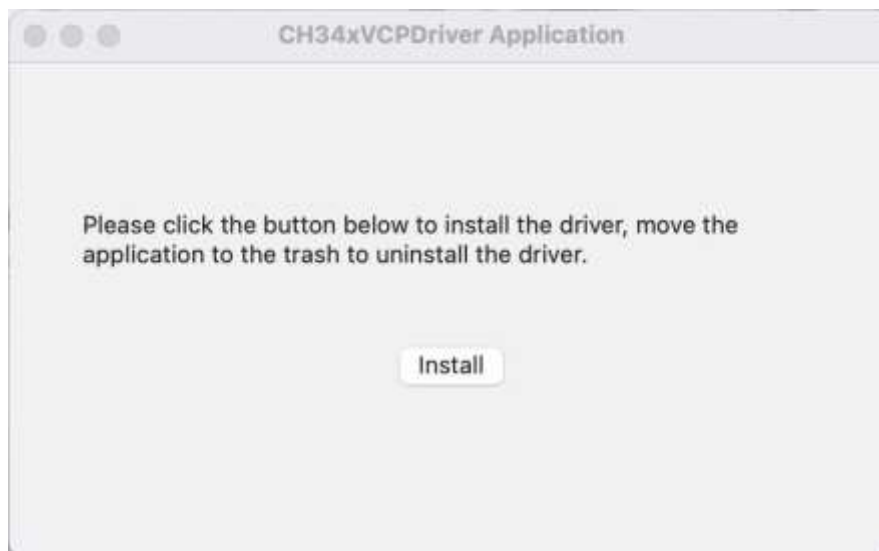 CH34xVCPDriver Application
Please click the button below to install the driver, move the
application to the trash to uninstall the driver.
Install